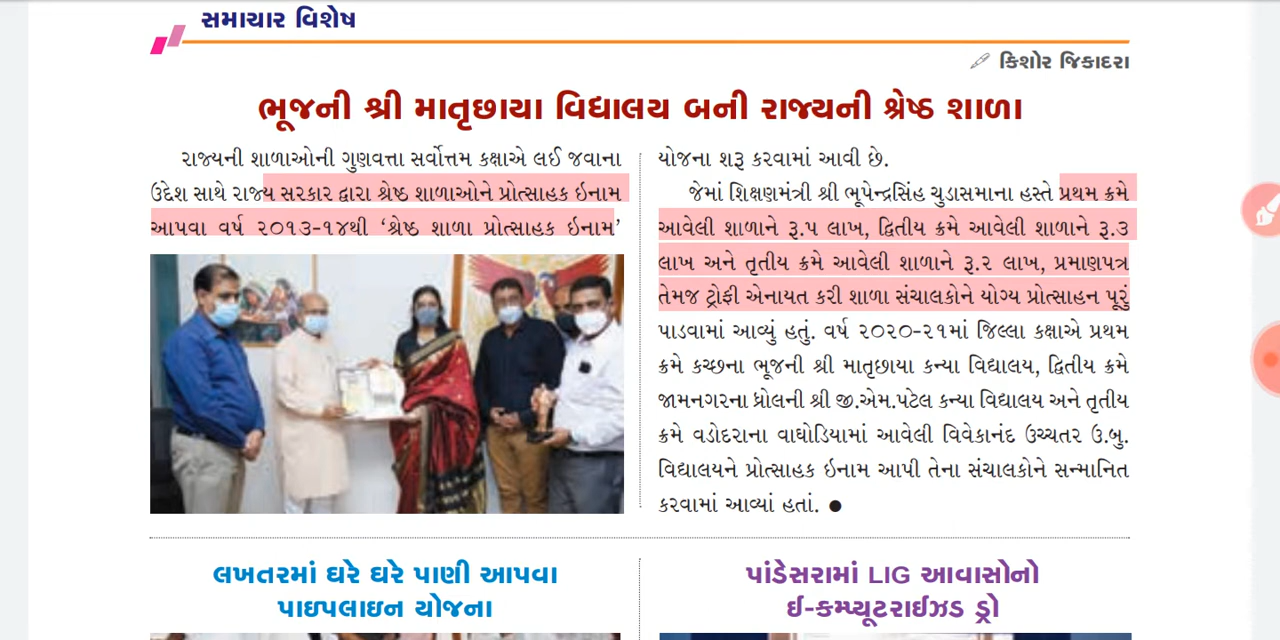 સમાચાર વિશેષ
કિશોર જિકાદરા
ભૂજની શ્રી માતૃછાયા વિદ્યાલય બની રાજ્યની શ્રેષ્ઠ શાળા
રાજ્યની શાળાઓની ગુણવત્તા સર્વોત્તમ કક્ષાએ લઈ જવાના
ઉદ્દેશ સાથે રાજ્ય સરકાર દ્વારા શ્રેષ્ઠ શાળાઓને પ્રોત્સાહક ઇનામ
આપવા વર્ષ ૨૦૧૩-૧૪થી ‘શ્રેષ્ઠ શાળા પ્રોત્સાહક ઇનામ’
યોજના શરૂ કરવામાં આવી છે.
જેમાં શિક્ષણમંત્રી શ્રી ભૂપેન્દ્રસિંહ ચુડાસમાના હસ્તે પ્રથમ ક્રમે
આવેલી શાળાને રૂ.૫ લાખ, દ્વિતીય ક્રમે આવેલી શાળાને રૂ.૩
લાખ અને તૃતીય ક્રમે આવેલી શાળાને રૂ.૨ લાખ, પ્રમાણપત્ર
તેમજ ટ્રોફી એનાયત કરી શાળા સંચાલકોને યોગ્ય પ્રોત્સાહન પૂરું
પાડવામાં આવ્યું હતું. વર્ષ ૨૦૨૦-૨૧માં જિલ્લા કક્ષાએ પ્રથમ
ક્રમે કચ્છના ભૂજની શ્રી માતૃછાયા કન્યા વિદ્યાલય, દ્વિતીય ક્રમે
જામનગરના ધ્રોલની શ્રી જી.એમ.પટેલ કન્યા વિદ્યાલય અને તૃતીય
ક્રમે વડોદરાના વાઘોડિયામાં આવેલી વિવેકાનંદ ઉચ્ચતર ઉ.બુ.
વિદ્યાલયને પ્રોત્સાહક ઇનામ આપી તેના સંચાલકોને સન્માનિત
કરવામાં આવ્યાં હતાં. ●
લખતરમાં ઘરે ઘરે પાણી આપવા
પાઇપલાઇન યોજના
પાંડેસરામાં LIG આવાસોનો
ઈ-કમ્પ્યૂટરાઈઝડ ડ્રો